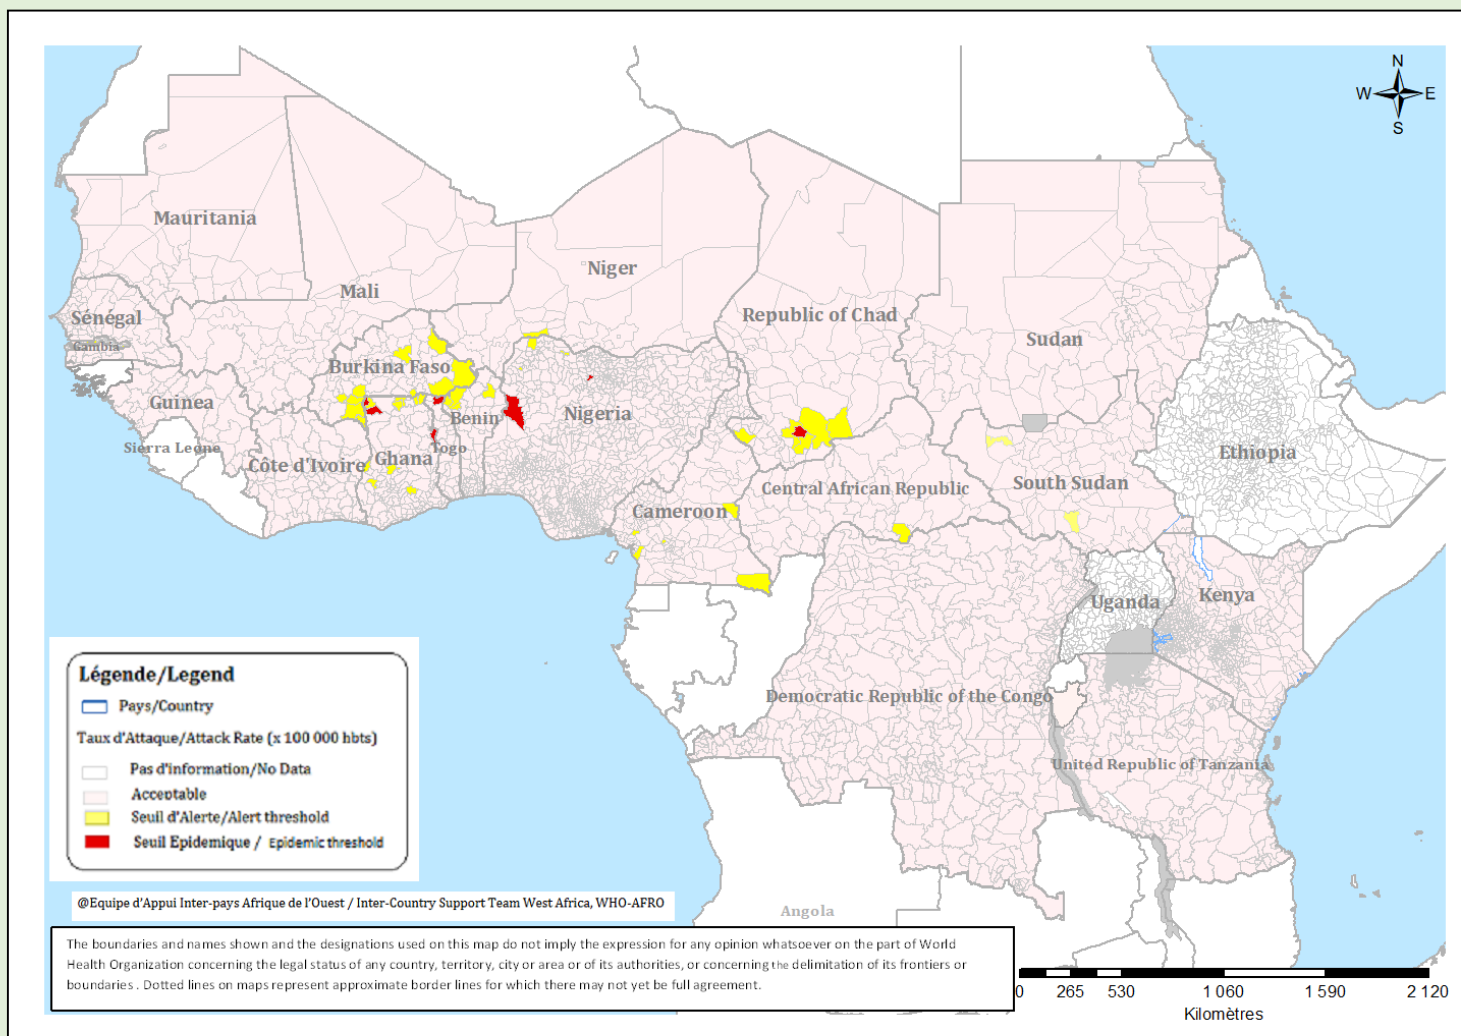 N
W E
S
Mauritania
Mali
Niger
Republic of Chad
Sudan
Sénégal
Gambia
Burkina Faso
Guinea
Benin
Nigeria
Sierra Leone
Côte d'Ivoire
Ghana
Togo
Ethiopia
South Sudan
Central African Republic
Cameroon
Uganda
Kenya
Democratic Republic of the Congo
United Republic of Tanzania
Angola
Légende/Legend
Pays/Country
Taux d'Attaque/Attack Rate (x 100 000 hbts)
Pas d'information/No Data
Acceptable
Seuil d'Alerte/Alert threshold
Seuil Epidemique / Epidemic threshold
@Equipe d'Appui Inter-pays Afrique de l'Ouest / Inter-Country Support Team West Africa, WHO-AFRO
The boundaries and names shown and the designations used on this map do not imply the expression for any opinion whatsoever on the part of World
Health Organization concerning the legal status of any country, territory, city or area or of its authorities, or concerning the delimitation of its frontiers or
boundaries . Dotted lines on maps represent approximate border lines for which there may not yet be full agreement.
0 265 530 1 060 1 590 2 120
Kilomètres